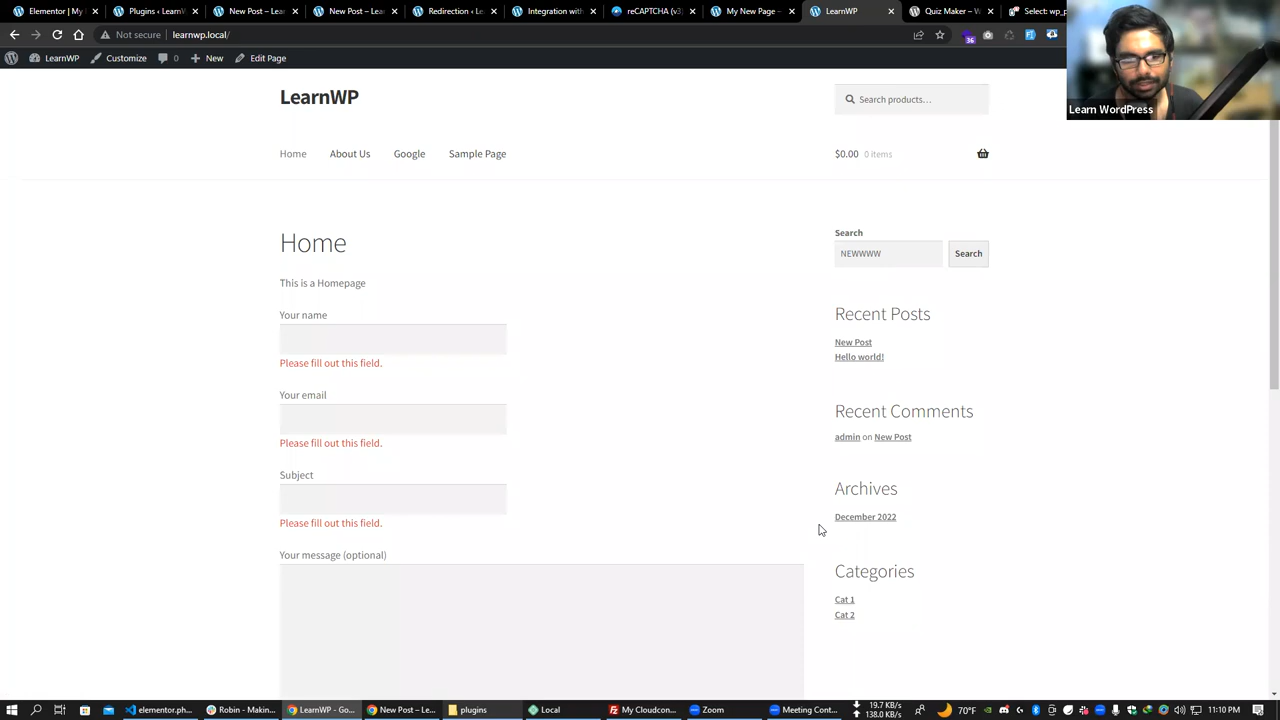 Elementor ‹ W
Plugins ‹ Learn
New Post – Le
New Post – Lea
Redirection ‹ Le
Integration with
reCAPTCHA (v3)
My New Page –
LearnWP
Quiz Maker – W
Select: wp_
Not secure | learnwp.local/
36
LearnWP
Customize
0
New
Edit Page
Learn WordPress
LearnWP
Search products…
Home
About Us
Google
Sample Page
$0.00 0 items
Home
This is a Homepage
Your name
Please fill out this field.
Your email
Please fill out this field.
Subject
Please fill out this field.
Your message (optional)
Search
NEWWWW
Search
Recent Posts
New Post
Hello world!
Recent Comments
admin on New Post
Archives
December 2022
Categories
Cat 1
Cat 2
elementor.ph...
Robin - Makin...
LearnWP - Go...
New Post – Le...
plugins
Local
My Cloudcon...
Zoom
Meeting Cont...
19.7 KB/s
138.0 KB/s
70°F
11:10 PM